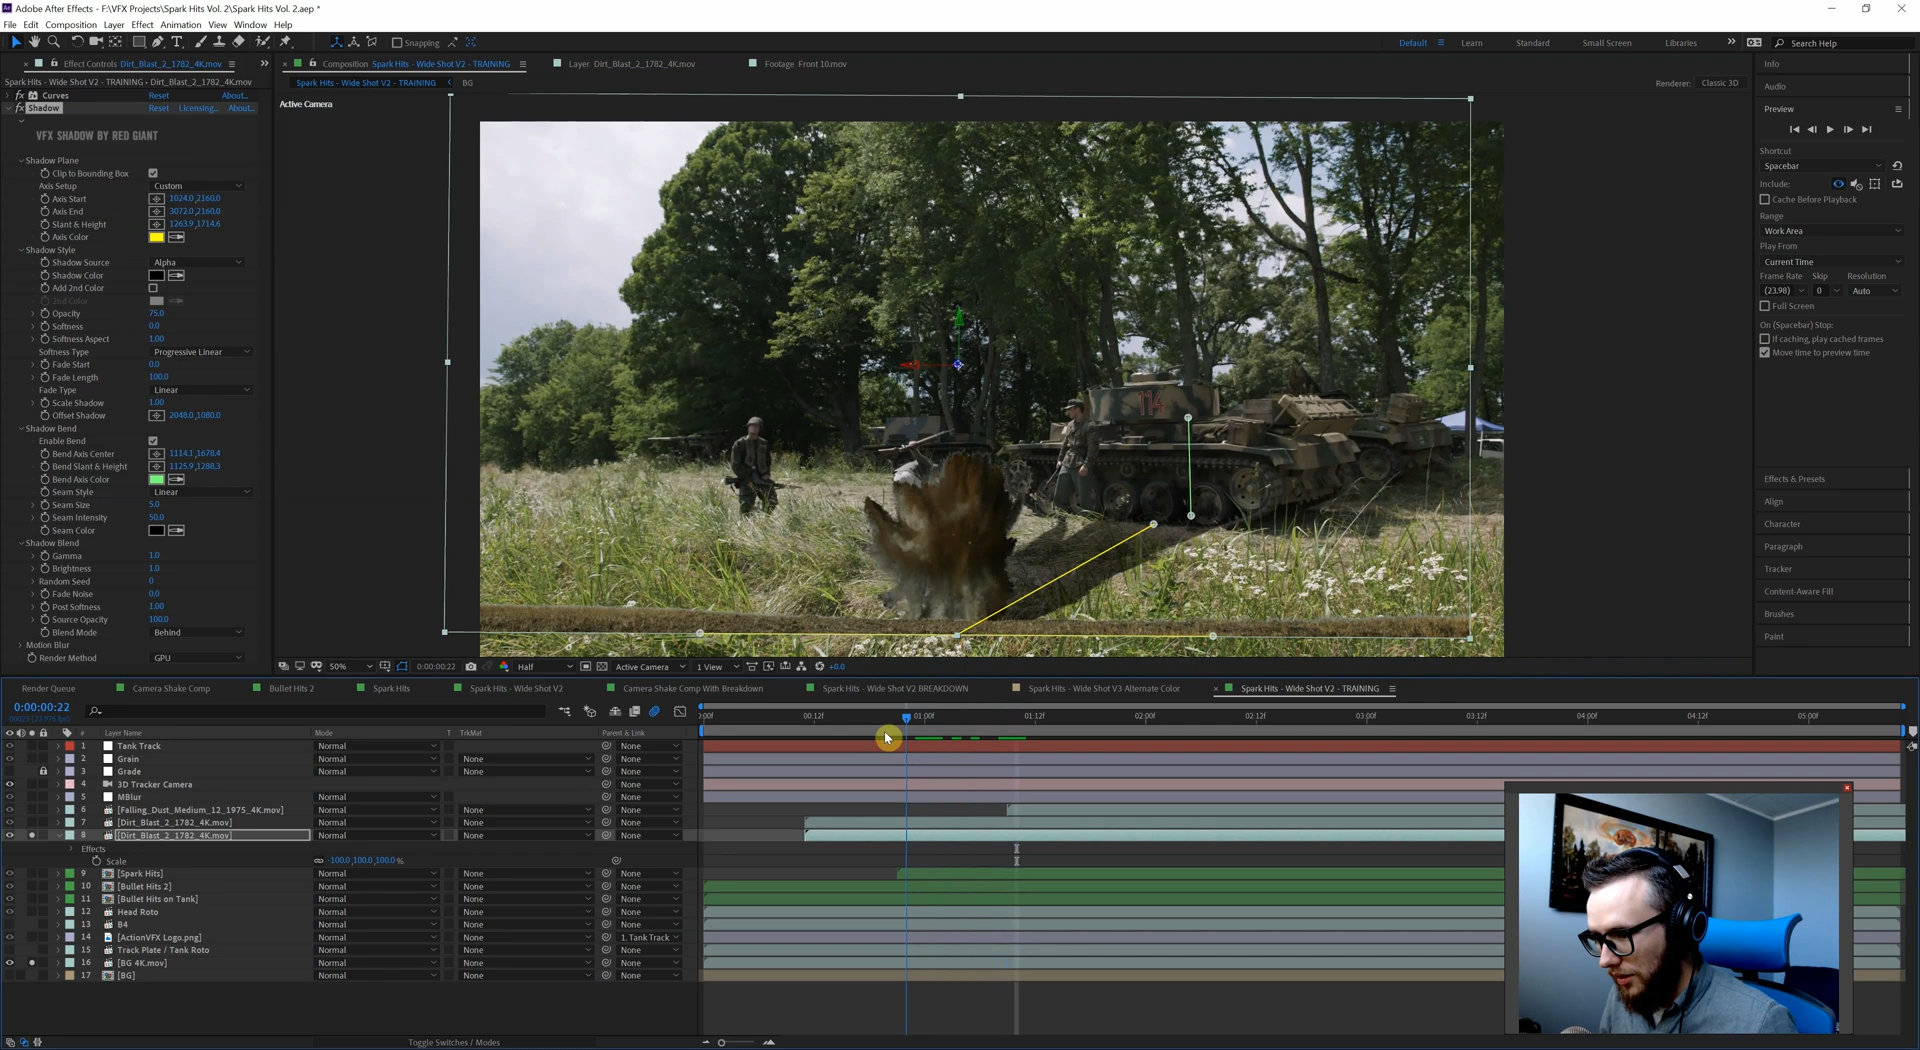 Adobe After Effects - F:\VFX Projects\Spark Hits Vol. 2\Spark Hits Vol. 2.aep *
File Edit Composition Layer Effect Animation View Window Help
Snapping
Default Learn Standard Small Screen Libraries Search Help
Effect Controls Dirt_Blast_2_1782_4K.mov
Spark Hits - Wide Shot V2 - TRAINING • Dirt_Blast_2_1782_4K.mov
fx Curves Reset About...
fx Shadow Reset Licensing... About...
VFX SHADOW BY RED GIANT
Shadow Plane
Clip to Bounding Box
Axis Setup Custom
Axis Start 1024.0,2160.0
Axis End 3072.0,2160.0
Slant & Height 1263.9,1714.6
Axis Color
Shadow Style
Shadow Source Alpha
Shadow Color
Add 2nd Color
2nd Color
Opacity 75.0
Softness 0.0
Softness Aspect 1.00
Softness Type Progressive Linear
Fade Start 0.0
Fade Length 100.0
Fade Type Linear
Scale Shadow 1.00
Offset Shadow 2048.0,1080.0
Shadow Bend
Enable Bend
Bend Axis Center 1114.1,1678.4
Bend Slant & Height 1125.9,1288.3
Bend Axis Color
Seam Style Linear
Seam Size 5.0
Seam Intensity 50.0
Seam Color
Shadow Blend
Gamma 1.0
Brightness 1.0
Random Seed 0
Fade Noise 0.0
Post Softness 1.00
Source Opacity 100.0
Blend Mode Behind
Motion Blur
Render Method GPU
Composition Spark Hits - Wide Shot V2 - TRAINING Layer Dirt_Blast_2_1782_4K.mov Footage Front 10.mov
Spark Hits - Wide Shot V2 - TRAINING BG
Renderer: Classic 3D
Active Camera
114
50% 0:00:00:22 Half Active Camera 1 View +0.0
Info
Audio
Preview
Shortcut
Spacebar
Include:
Cache Before Playback
Range
Work Area
Play From
Current Time
Frame Rate Skip Resolution
(23.98) 0 Auto
Full Screen
On (Spacebar) Stop:
If caching, play cached frames
Move time to preview time
Effects & Presets
Align
Character
Paragraph
Tracker
Content-Aware Fill
Brushes
Paint
Render Queue Camera Shake Comp Bullet Hits 2 Spark Hits Spark Hits - Wide Shot V2 Camera Shake Comp With Breakdown Spark Hits - Wide Shot V2 BREAKDOWN Spark Hits - Wide Shot V3 Alternate Color Spark Hits - Wide Shot V2 - TRAINING
0:00:00:22
00:12f 01:00f 01:12f 02:00f 02:12f 03:00f 03:12f 04:00f 04:12f 05:00f
# Layer Name Mode T TrkMat Parent & Link
1 Tank Track Normal None
2 Grain Normal None None
3 Grade Normal None None
4 3D Tracker Camera None
5 MBlur Normal None
6 [Falling_Dust_Medium_12_1975_4K.mov] Normal None None
7 [Dirt_Blast_2_1782_4K.mov] Normal None None
8 [Dirt_Blast_2_1782_4K.mov] Normal None None
Effects
Scale -100.0,100.0,100.0 %
9 [Spark Hits] Normal None None
10 [Bullet Hits 2] Normal None None
11 [Bullet Hits on Tank] Normal None None
12 Head Roto Normal None None
13 B4 Normal None None
14 [ActionVFX Logo.png] Normal None 1. Tank Track
15 Track Plate / Tank Roto Normal None None
16 [BG 4K.mov] Normal None None
17 [BG] Normal None None
Toggle Switches / Modes